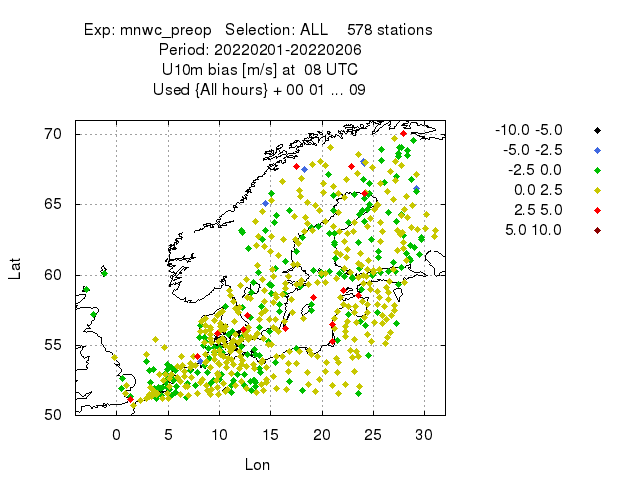 Exp: mnwc_preop   Selection: ALL    578 stations
Period: 20220201-20220206
U10m bias [m/s] at  08 UTC
Used {All hours} + 00 01 ... 09
-10.0 -5.0
-5.0 -2.5
-2.5 0.0
0.0 2.5
2.5 5.0
5.0 10.0
70
65
60
55
50
Lat
0 5 10 15 20 25 30
Lon